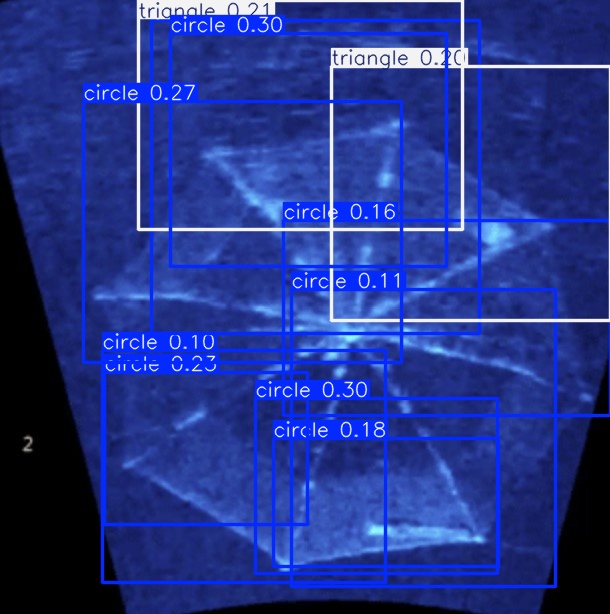 triangle 0.21
circle 0.30
triangle 0.20
circle 0.27
circle 0.16
circle 0.11
circle 0.10
circle 0.23
circle 0.30
circle 0.18
2